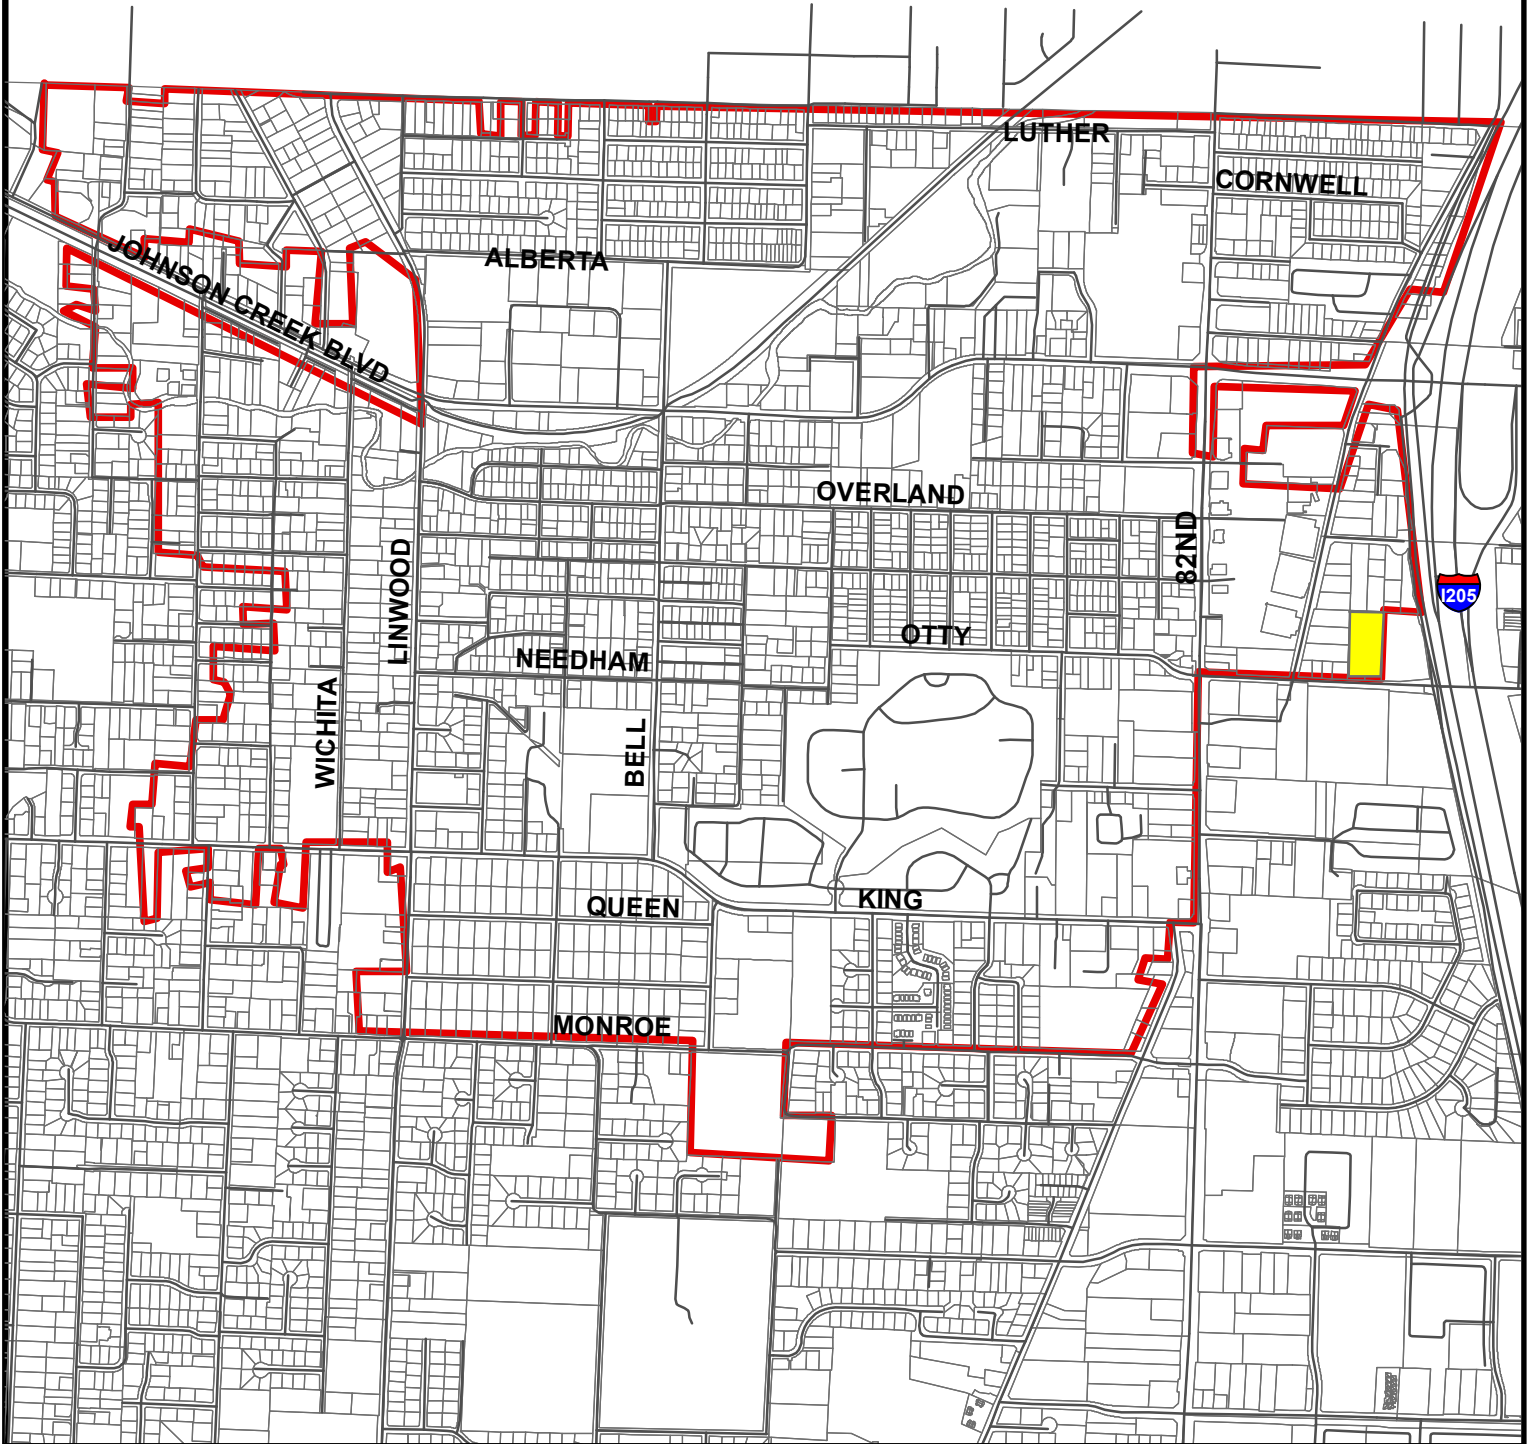 LUTHER
CORNWELL
ALBERTA
JOHNSON CREEK BLVD
OVERLAND
82ND
LINWOOD
I205
OTTY
NEEDHAM
WICHITA
BELL
KING
QUEEN
MONROE